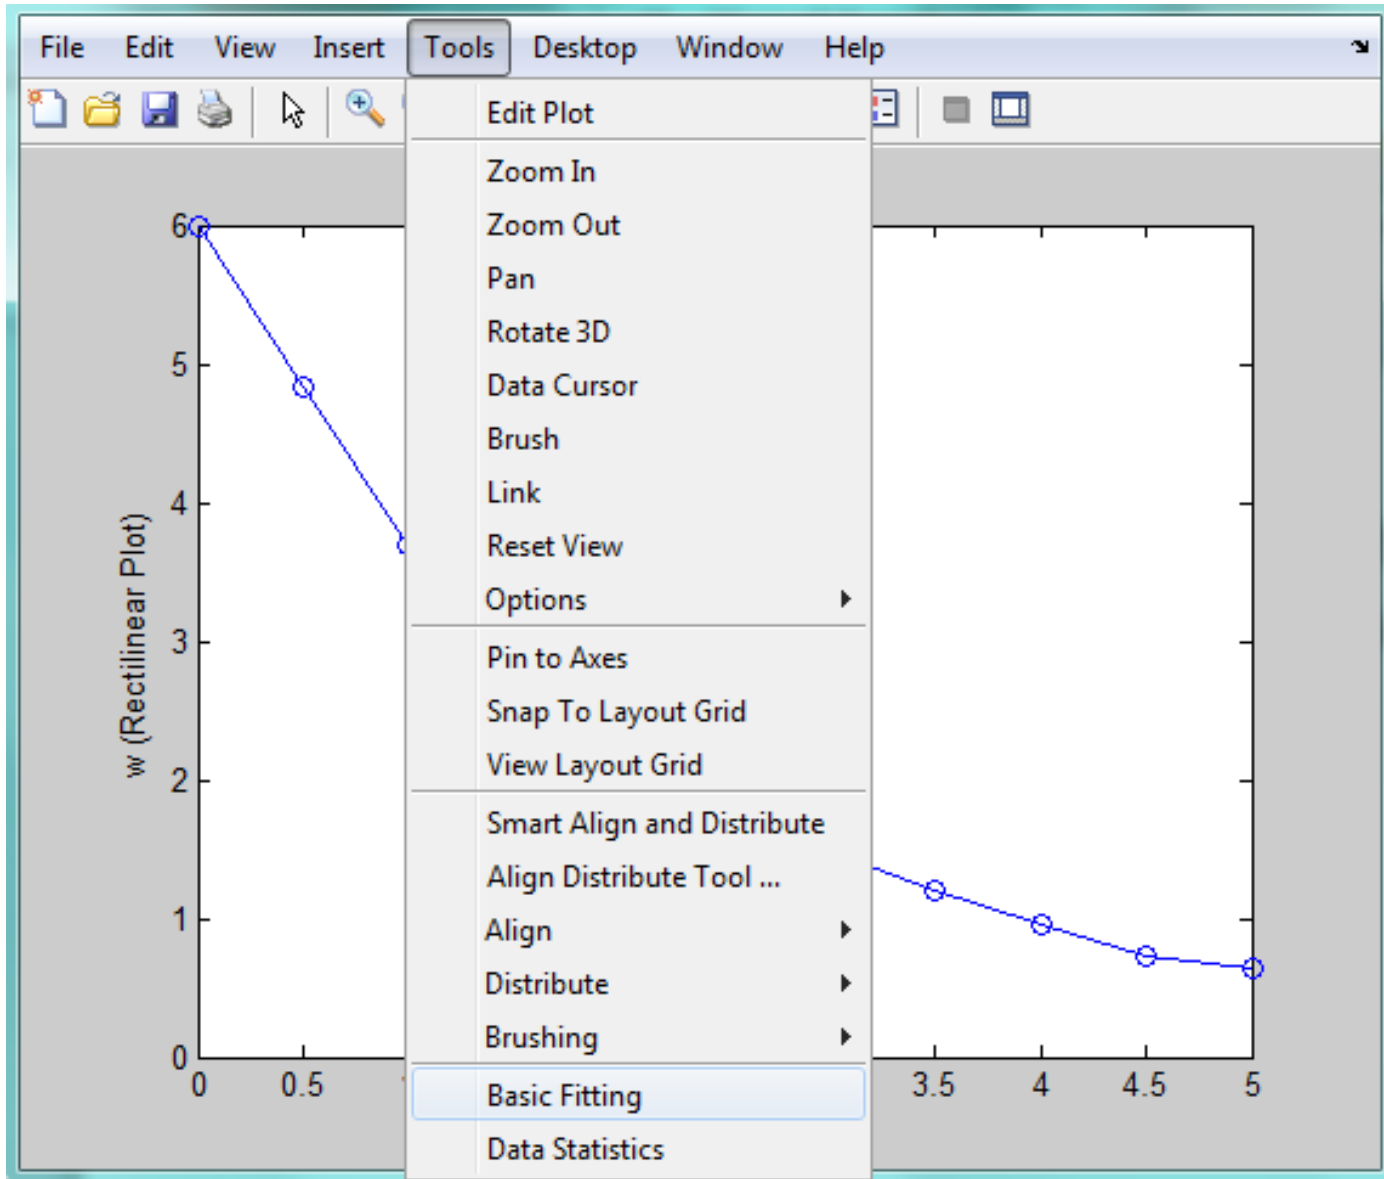 File Edit View Insert Tools Desktop Window Help
Edit Plot
Zoom In
Zoom Out
Pan
Rotate 3D
Data Cursor
Brush
Link
Reset View
Options
Pin to Axes
Snap To Layout Grid
View Layout Grid
Smart Align and Distribute
Align Distribute Tool ...
Align
Distribute
Brushing
Basic Fitting
Data Statistics
w (Rectilinear Plot)
6
5
4
3
2
1
0
0 0.5 3.5 4 4.5 5